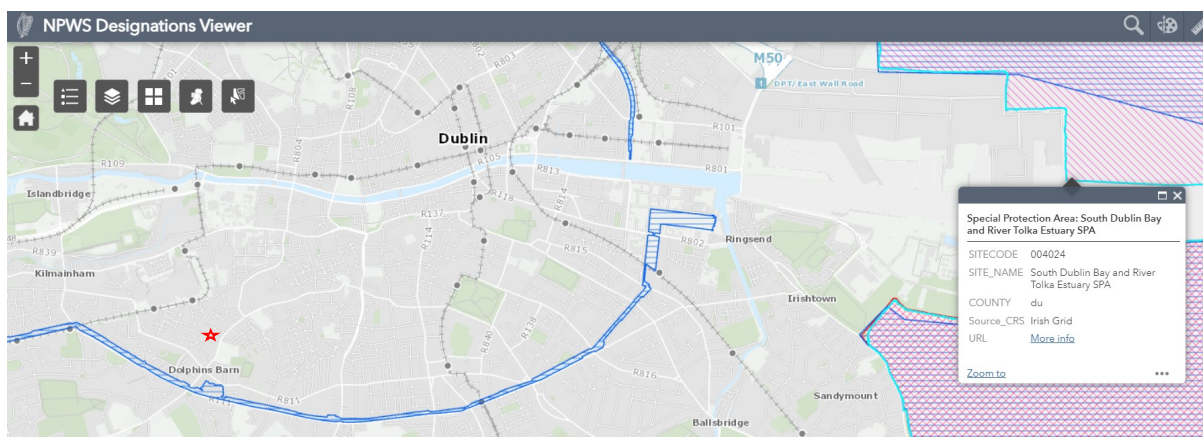 NPWS Designations Viewer
+
−
R101
R108
R803
M50
1
DPT/East Wall Road
R804
Dublin
R101
R109
R105
R813
R801
Islandbridge
R118
R814
R137
R114
R839
R815
R802
Ringsend
Kilmainham
Irishtown
R138
R840
Dolphins Barn
R111
R811
R816
Sandymount
Ballsbridge
Special Protection Area: South Dublin Bay
and River Tolka Estuary SPA
SITECODE 004024
SITE_NAME South Dublin Bay and River
Tolka Estuary SPA
COUNTY du
Source_CRS Irish Grid
URL More info
Zoom to